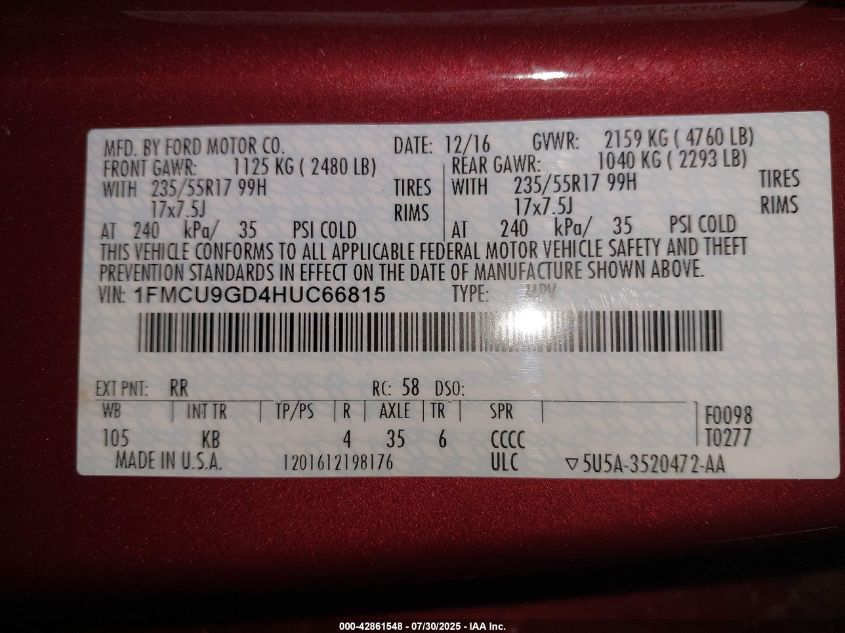 MFD. BY FORD MOTOR CO. DATE: 12/16 GVWR: 2159 KG ( 4760 LB)
FRONT GAWR: 1125 KG ( 2480 LB) REAR GAWR: 1040 KG ( 2293 LB)
WITH 235/55R17 99H TIRES WITH 235/55R17 99H TIRES
17x7.5J RIMS 17x7.5J RIMS
AT 240 kPa/ 35 PSI COLD AT 240 kPa/ 35 PSI COLD
THIS VEHICLE CONFORMS TO ALL APPLICABLE FEDERAL MOTOR VEHICLE SAFETY AND THEFT
PREVENTION STANDARDS IN EFFECT ON THE DATE OF MANUFACTURE SHOWN ABOVE.
VIN: 1FMCU9GD4HUC66815 TYPE: MPV
EXT PNT: RR RC: 58 DSO:
WB INT TR TP/PS R AXLE TR SPR F0098
105 KB 4 35 6 CCCC T0277
MADE IN U.S.A. 1201612198176 ULC ▽5U5A-3520472-AA
000-42861548 - 07/30/2025 - IAA Inc.